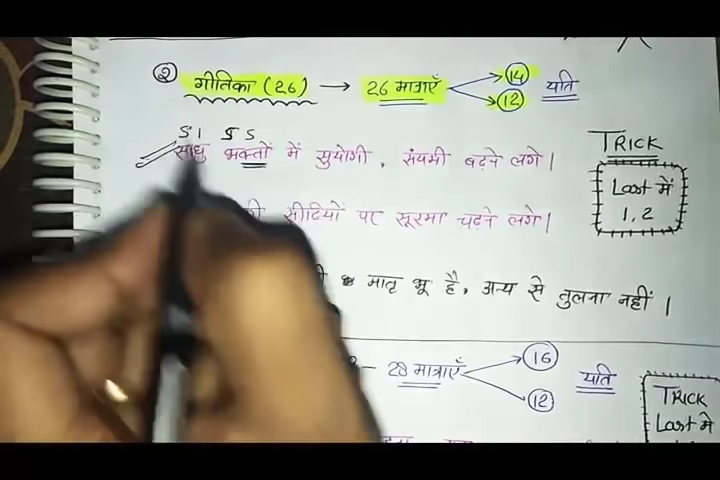 ② गीतिका (26) → 26 मात्राएँ 14 12 यति
S I S S
साधु भक्तों में सुयोगी, संयमी बढ़ने लगे।
सीढियों पर सूरमा चढ़ने लगे।
मातृ भू है, अन्य से तुलना नहीं।
TRICK
Last में
1, 2
- 28 मात्राएँ 16 12 यति
TRICK
Last में